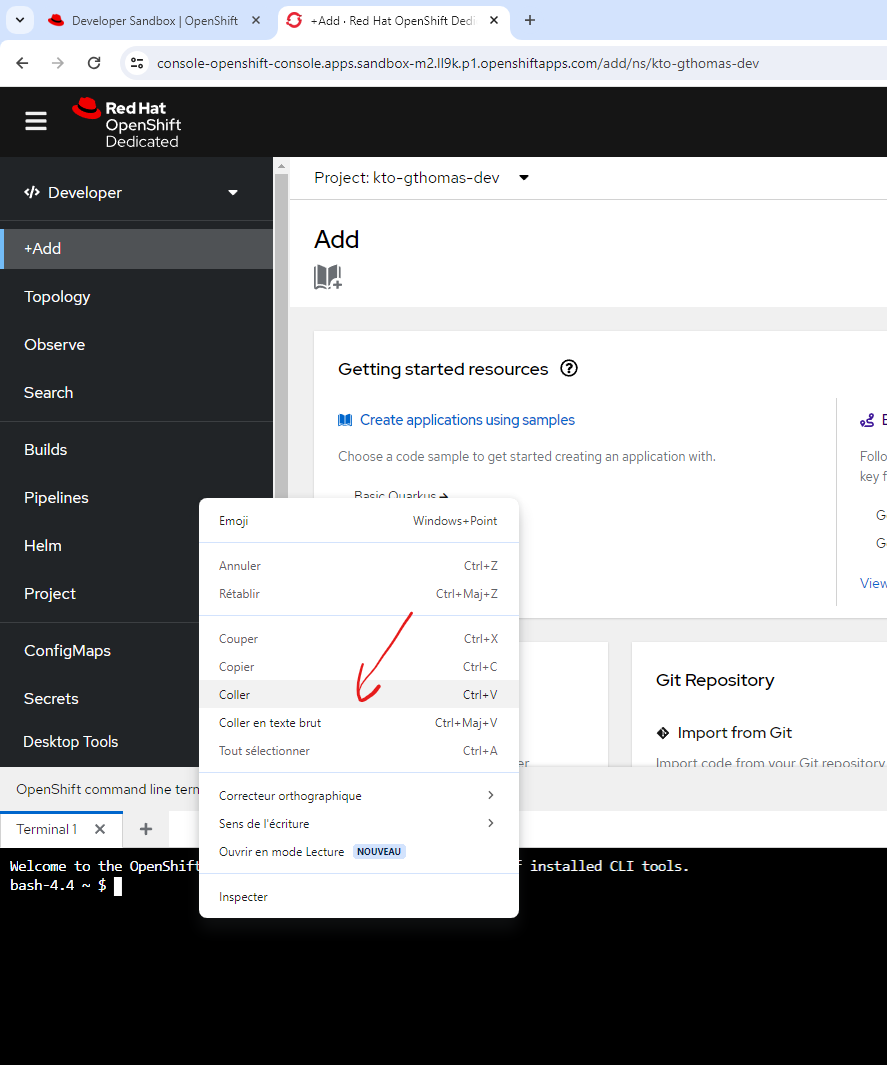 Developer Sandbox | OpenShift
+Add · Red Hat OpenShift Dedi
console-openshift-console.apps.sandbox-m2.ll9k.p1.openshiftapps.com/add/ns/kto-gthomas-dev
Red Hat
OpenShift
Dedicated
Developer
+Add
Topology
Observe
Search
Builds
Pipelines
Helm
Project
ConfigMaps
Secrets
Desktop Tools
Project: kto-gthomas-dev
Add
Getting started resources
Create applications using samples
Choose a code sample to get started creating an application with.
Basic Quarkus
Follo
key f
View
Git Repository
Import from Git
Import code from your Git repository
Emoji Windows+Point
Annuler Ctrl+Z
Rétablir Ctrl+Maj+Z
Couper Ctrl+X
Copier Ctrl+C
Coller Ctrl+V
Coller en texte brut Ctrl+Maj+V
Tout sélectionner Ctrl+A
Correcteur orthographique
Sens de l'écriture
Ouvrir en mode Lecture NOUVEAU
Inspecter
OpenShift command line tern
Terminal 1
Welcome to the OpenShift installed CLI tools.
bash-4.4 ~ $